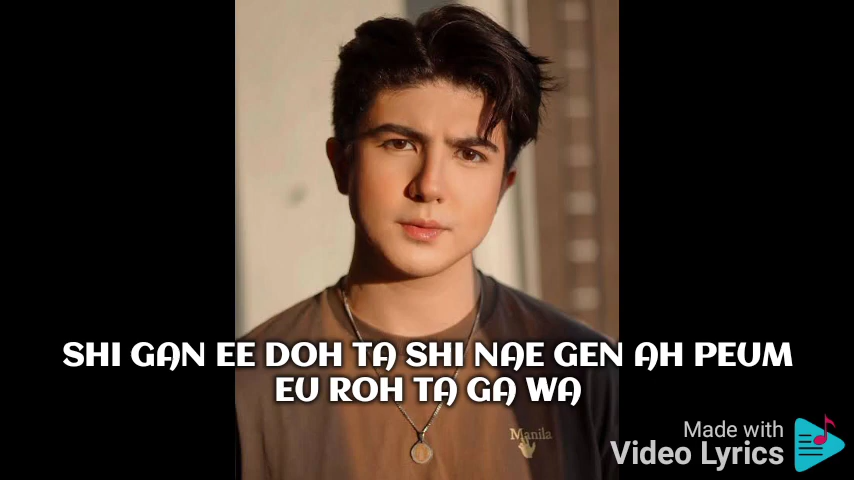 Manila
SHI GAN EE DOH TA SHI NAE GEN AH PEUM
EU ROH TA GA WA
Made with
Video Lyrics